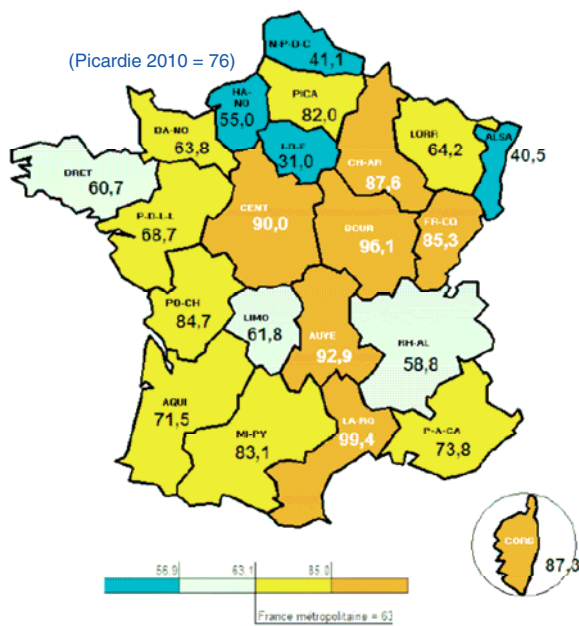 N-P-D-C
41,1
(Picardie 2010 = 76)
HA-NO
55,0
PICA
82,0
DA-NO
63,8
I-D-F
31,0
LORR
64,2
ALSA
40,5
CH-AR
87,6
BRET
60,7
CENT
90,0
P-D-L-L
68,7
BOUR
96,1
FR-CO
85,3
PO-CH
84,7
LIMO
61,8
AUVE
92,9
RH-AL
58,8
AQUI
71,5
MI-PY
83,1
LA-RO
99,4
P-A-CA
73,8
CORS
87,3
56,9 63,1 85,0
France métropolitaine = 63